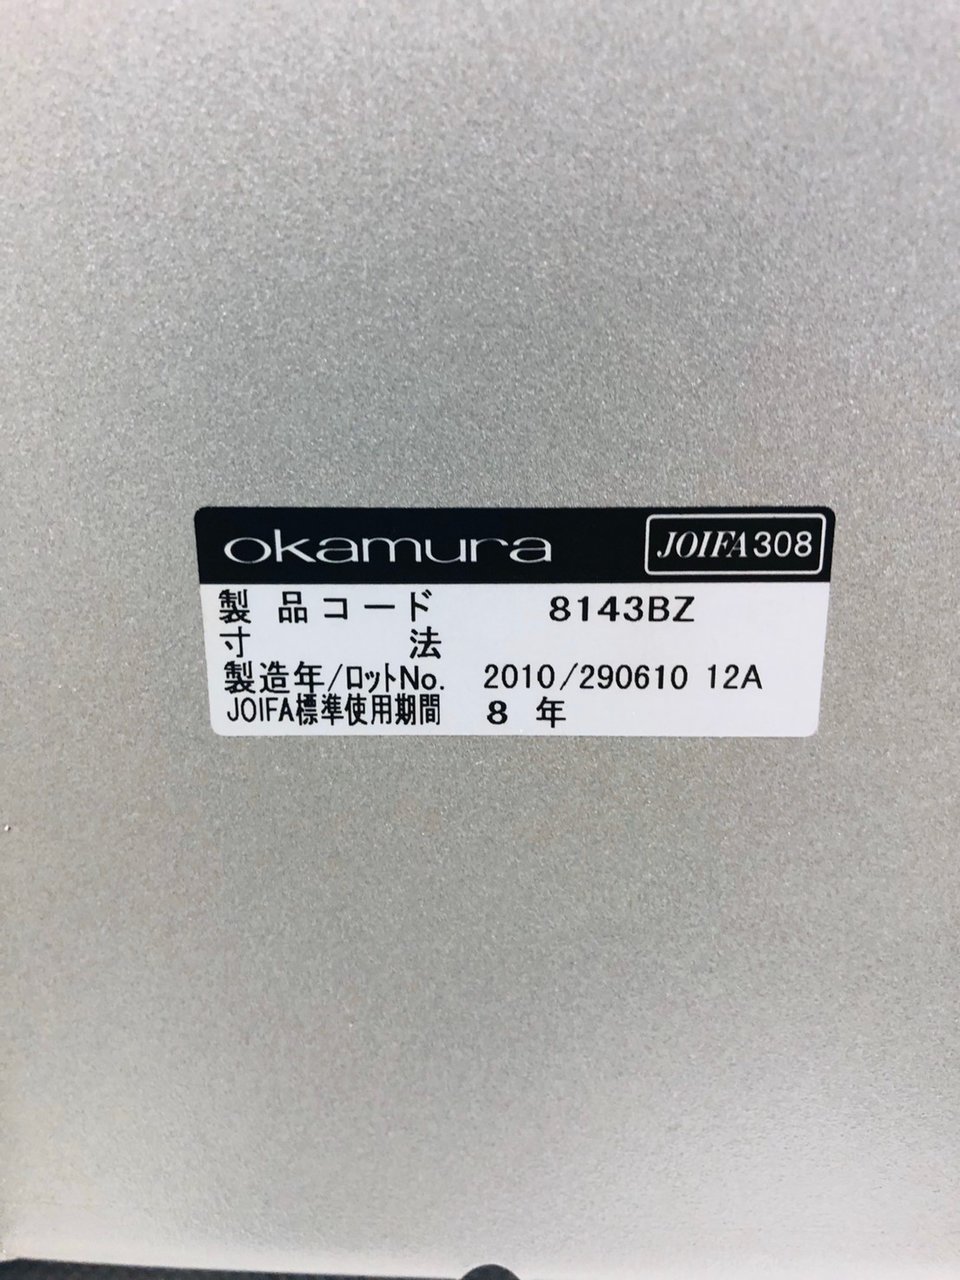 okamura JOIFA308
製品コード 8143BZ
寸法
製造年/ロットNo. 2010/290610 12A
JOIFA標準使用期間 8 年